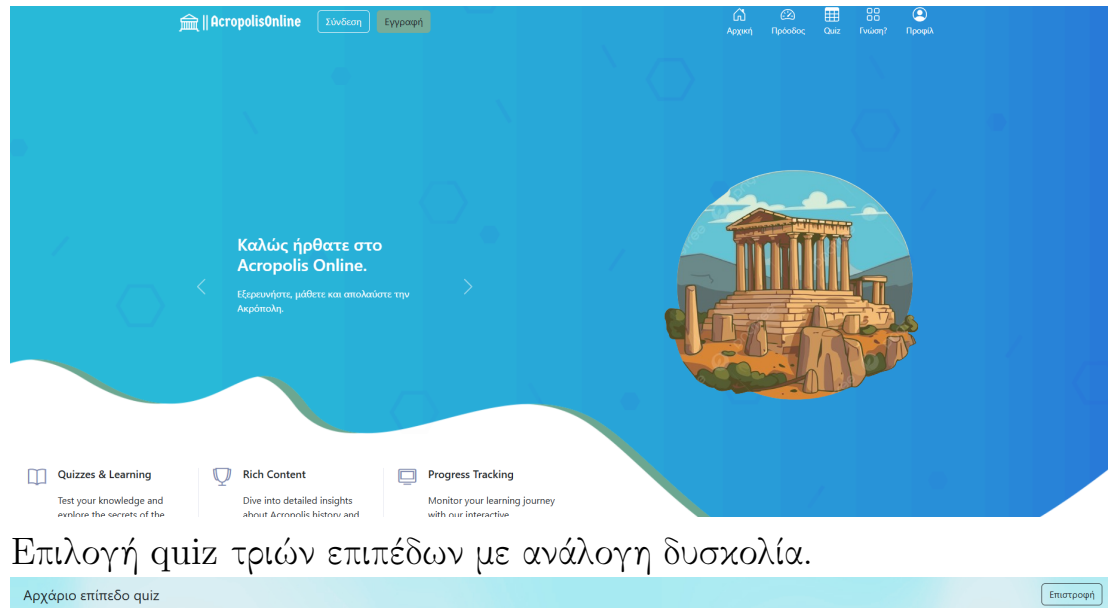 ||AcropolisOnline Σύνδεση Εγγραφή Αρχική Πρόοδος Quiz Γνώση? Προφίλ
Καλώς ήρθατε στο
Acropolis Online.
Εξερευνήστε, μάθετε και απολαύστε την
Ακρόπολη.
Quizzes & Learning
Test your knowledge and
explore the secrets of the
Rich Content
Dive into detailed insights
about Acropolis history and
Progress Tracking
Monitor your learning journey
with our interactive
Επιλογή quiz τριών επιπέδων με ανάλογη δυσκολία.
Αρχάριο επίπεδο quiz Επιστροφή